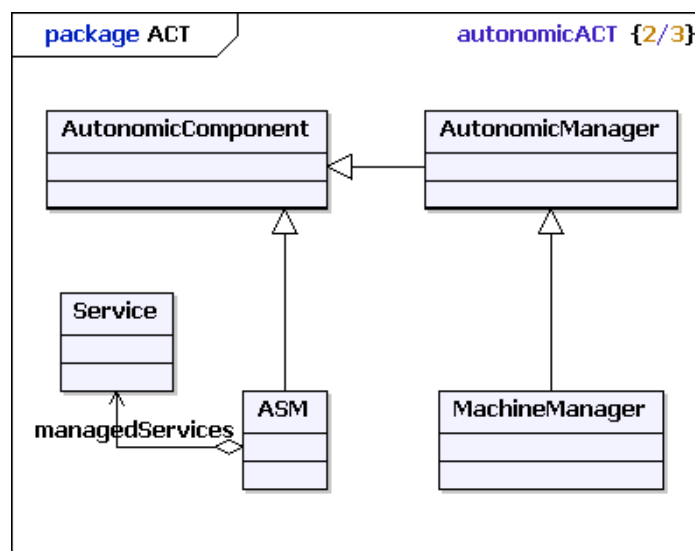 package ACT
autonomicACT {2/3}
AutonomicComponent
AutonomicManager
Service
ASM
MachineManager
managedServices